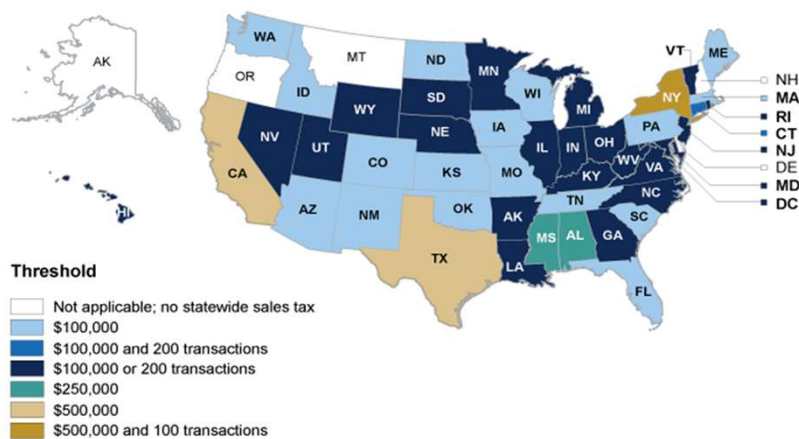 WA
MT
ND
MN
VT
ME
AK
OR
ID
SD
WI
MI
NY
NH
MA
WY
IA
PA
RI
CT
NV
NE
IL
IN
OH
NJ
UT
CO
WV
VA
DE
CA
KS
MO
KY
MD
NC
DC
AZ
NM
OK
AK
TN
SC
HI
TX
MS
AL
GA
LA
FL
Threshold
Not applicable; no statewide sales tax
$100,000
$100,000 and 200 transactions
$100,000 or 200 transactions
$250,000
$500,000
$500,000 and 100 transactions